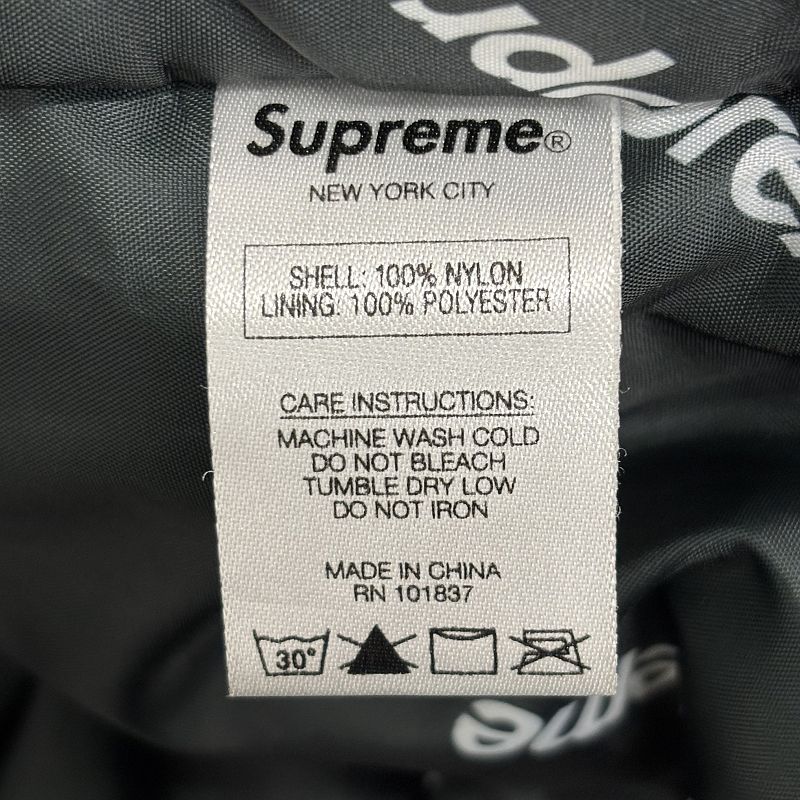 Supreme®
NEW YORK CITY
SHELL: 100% NYLON
LINING: 100% POLYESTER
CARE INSTRUCTIONS:
MACHINE WASH COLD
DO NOT BLEACH
TUMBLE DRY LOW
DO NOT IRON
MADE IN CHINA
RN 101837
30°